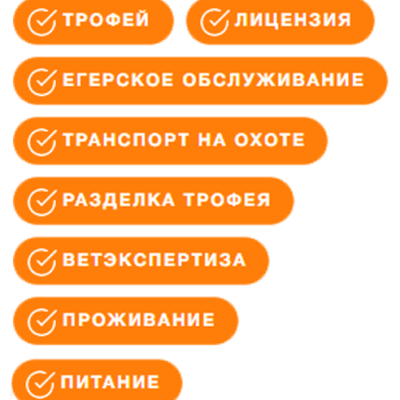 ТРОФЕЙ ЛИЦЕНЗИЯ
ЕГЕРСКОЕ ОБСЛУЖИВАНИЕ
ТРАНСПОРТ НА ОХОТЕ
РАЗДЕЛКА ТРОФЕЯ
ВЕТЭКСПЕРТИЗА
ПРОЖИВАНИЕ
ПИТАНИЕ